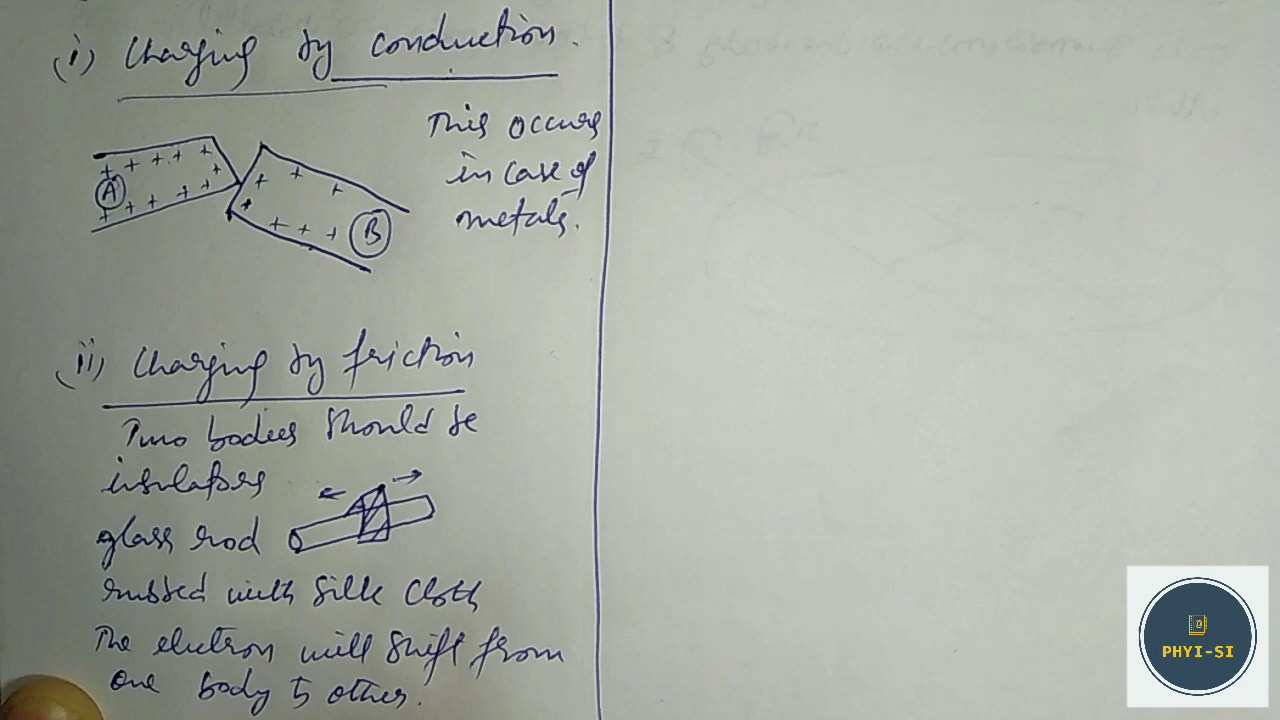 (i) Charging by conduction.
+ + + + +
+
A
+ + + + + +
+ + +
+
+ + +
B
This occurs
in case of
metals.
(ii) Charging by friction
Two bodies should be
insulators
glass rod
rubbed with silk cloth
The electron will shift from
one body to other.
PHYI-SI